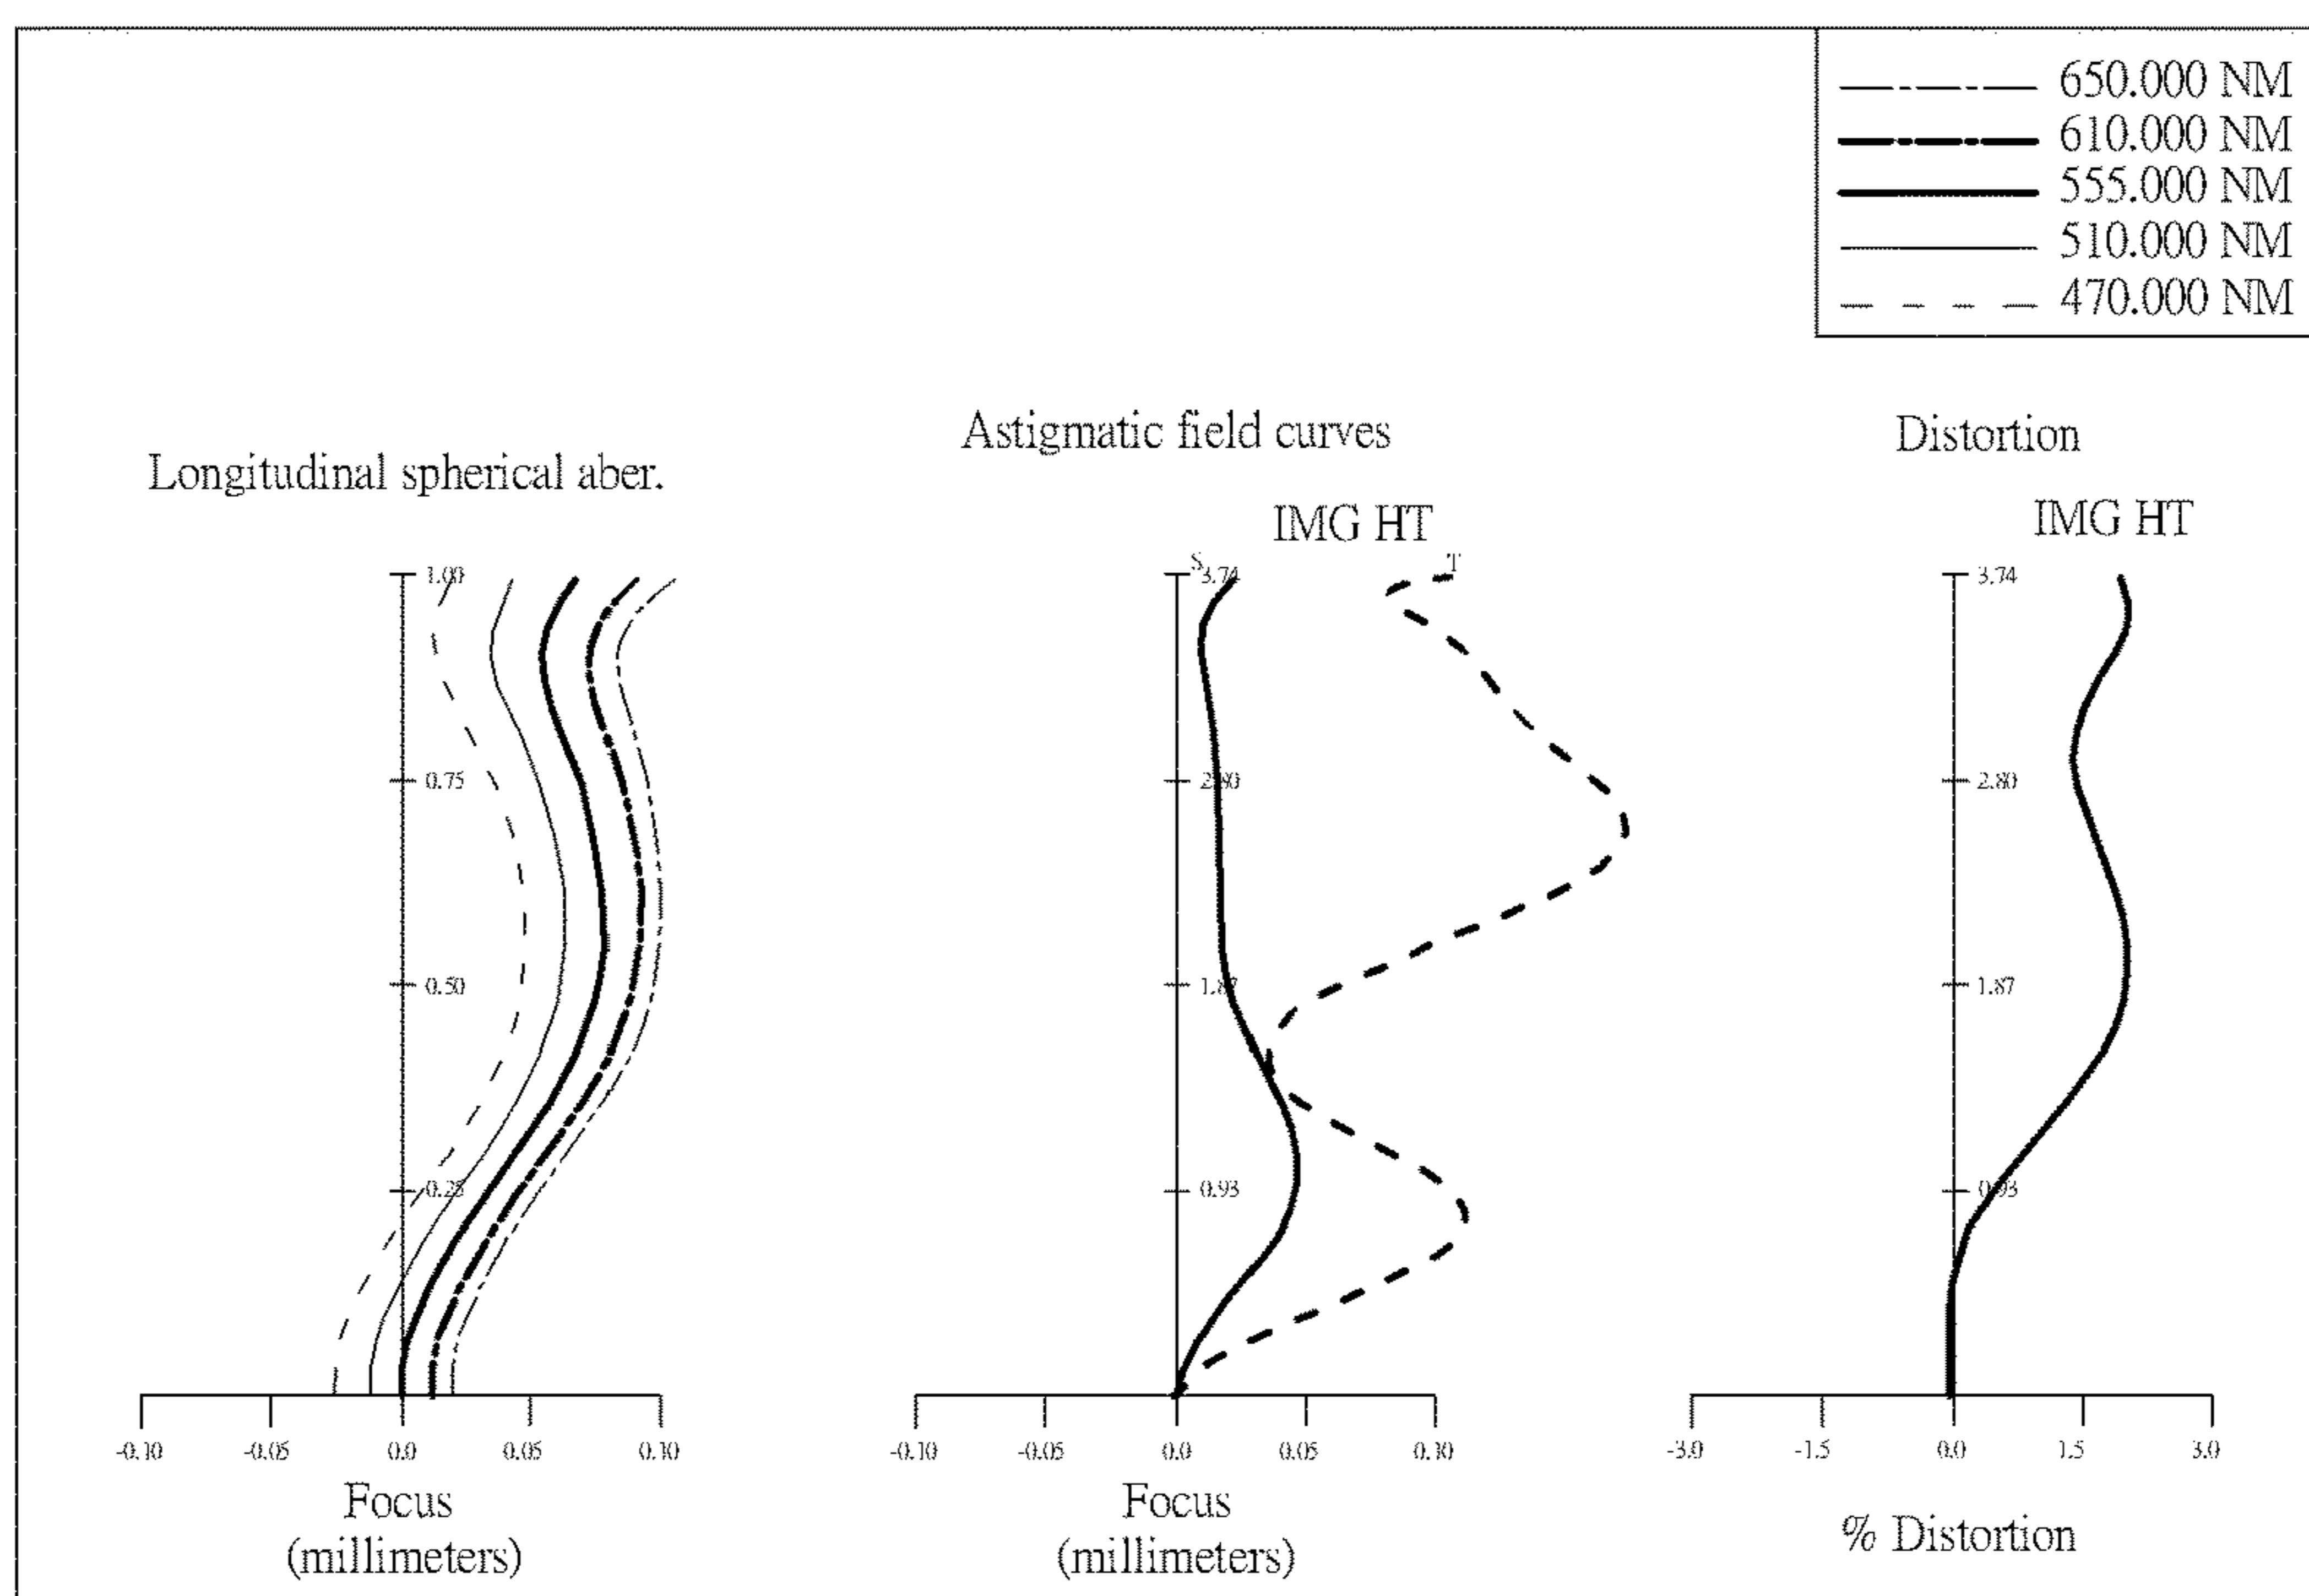 650.000 NM
610.000 NM
555.000 NM
510.000 NM
470.000 NM
Longitudinal spherical aber.
Astigmatic field curves
Distortion
IMG HT
IMG HT
1.00
0.75
0.50
0.25
-0.10 -0.05 0.0 0.05 0.10
Focus
(millimeters)
S
T
3.74
2.80
1.87
0.93
-0.10 -0.05 0.0 0.05 0.10
Focus
(millimeters)
3.74
2.80
1.87
0.93
-3.0 -1.5 0.0 1.5 3.0
% Distortion